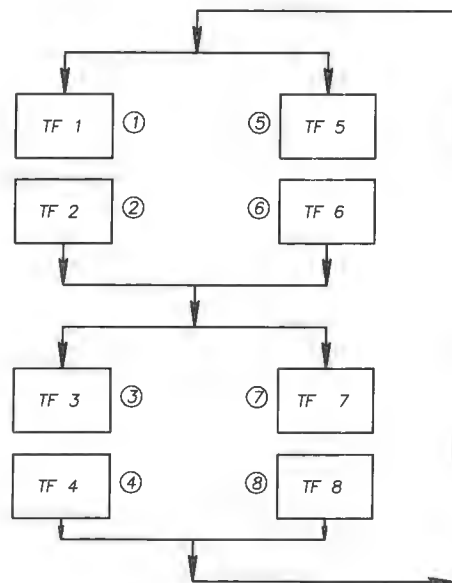 TF 1 ① ⑤ TF 5
TF 2 ② ⑥ TF 6
TF 3 ③ ⑦ TF 7
TF 4 ④ ⑧ TF 8